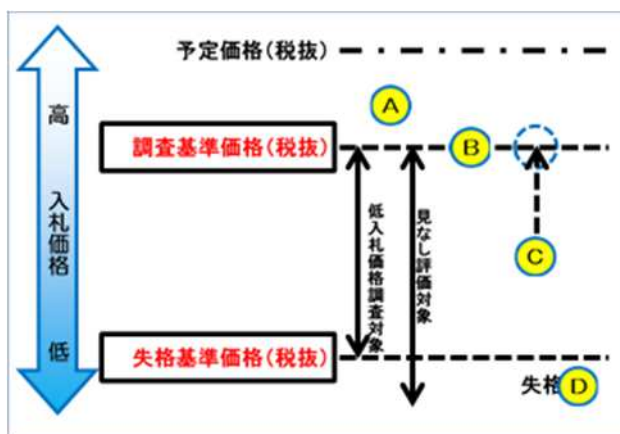 予定価格(税抜)
A
高
調査基準価格(税抜)
B
入札価格
低入札価格調査対象
見なし評価対象
C
低
失格基準価格(税抜)
失格
D